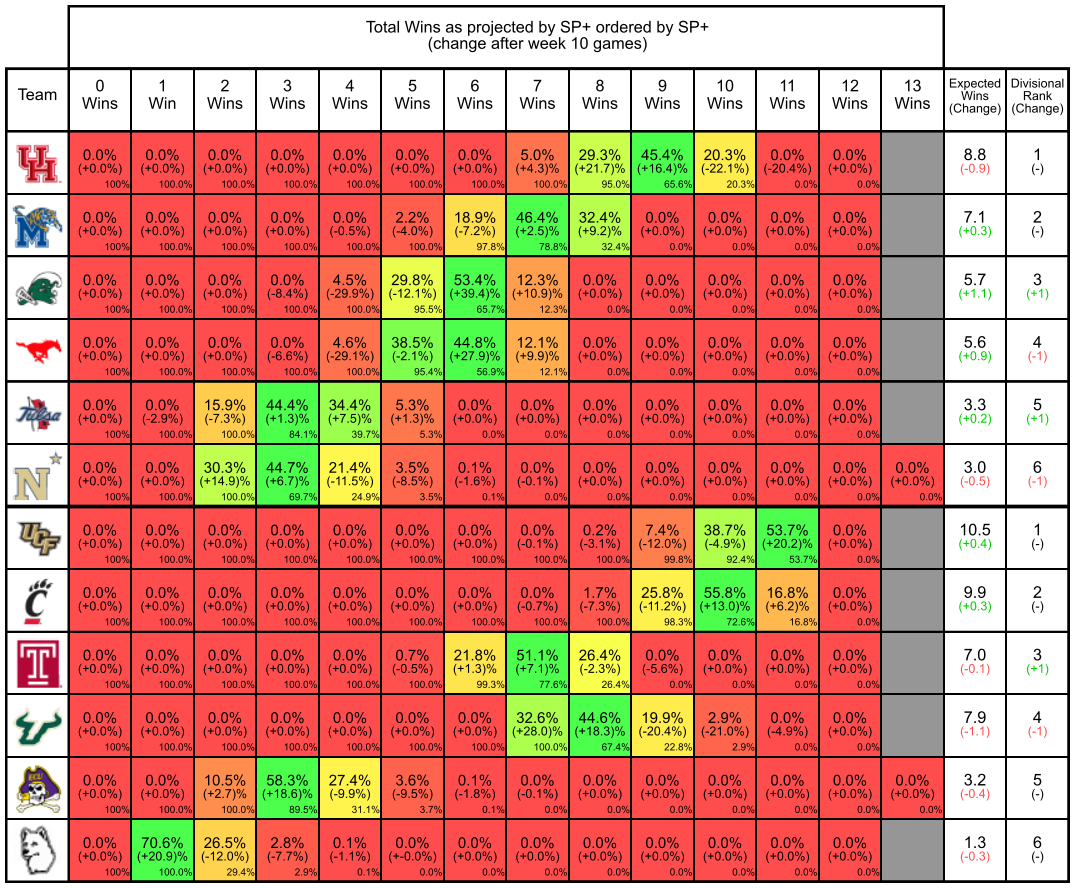 Total Wins as projected by SP+ ordered by SP+
(change after week 10 games)
Team 0 Wins 1 Win 2 Wins 3 Wins 4 Wins 5 Wins 6 Wins 7 Wins 8 Wins 9 Wins 10 Wins 11 Wins 12 Wins 13 Wins Expected Wins (Change) Divisional Rank (Change)
UH 0.0% 0.0% 0.0% 0.0% 0.0% 0.0% 0.0% 5.0% 29.3% 45.4% 20.3% 0.0% 0.0% 8.8 1
(+0.0%) (+0.0%) (+0.0%) (+0.0%) (+0.0%) (+0.0%) (+0.0%) (+4.3)% (+21.7)% (+16.4)% (-22.1)% (-20.4)% (+0.0%) (-0.9) (-)
100% 100.0% 100.0% 100.0% 100.0% 100.0% 100.0% 100.0% 95.0% 65.6% 20.3% 0.0% 0.0%
M 0.0% 0.0% 0.0% 0.0% 0.0% 2.2% 18.9% 46.4% 32.4% 0.0% 0.0% 0.0% 0.0% 7.1 2
(+0.0%) (+0.0%) (+0.0%) (+0.0%) (-0.5%) (-4.0%) (-7.2%) (+2.5)% (+9.2)% (+0.0%) (+0.0%) (+0.0%) (+0.0%) (+0.3) (-)
100% 100.0% 100.0% 100.0% 100.0% 100.0% 97.8% 78.8% 32.4% 0.0% 0.0% 0.0% 0.0%
0.0% 0.0% 0.0% 0.0% 4.5% 29.8% 53.4% 12.3% 0.0% 0.0% 0.0% 0.0% 0.0% 5.7 3
(+0.0%) (+0.0%) (+0.0%) (-8.4%) (-29.9%) (-12.1%) (+39.4)% (+10.9)% (+0.0%) (+0.0%) (+0.0%) (+0.0%) (+0.0%) (+1.1) (+1)
100% 100.0% 100.0% 100.0% 100.0% 95.5% 65.7% 12.3% 0.0% 0.0% 0.0% 0.0% 0.0%
0.0% 0.0% 0.0% 0.0% 4.6% 38.5% 44.8% 12.1% 0.0% 0.0% 0.0% 0.0% 0.0% 5.6 4
(+0.0%) (+0.0%) (+0.0%) (-6.6%) (-29.1%) (-2.1%) (+27.9)% (+9.9)% (+0.0%) (+0.0%) (+0.0%) (+0.0%) (+0.0%) (+0.9) (-1)
100% 100.0% 100.0% 100.0% 100.0% 95.4% 56.9% 12.1% 0.0% 0.0% 0.0% 0.0% 0.0%
Tulsa 0.0% 0.0% 15.9% 44.4% 34.4% 5.3% 0.0% 0.0% 0.0% 0.0% 0.0% 0.0% 0.0% 3.3 5
(+0.0%) (-2.9%) (-7.3%) (+1.3)% (+7.5)% (+1.3)% (+0.0%) (+0.0%) (+0.0%) (+0.0%) (+0.0%) (+0.0%) (+0.0%) (+0.2) (+1)
100% 100.0% 100.0% 84.1% 39.7% 5.3% 0.0% 0.0% 0.0% 0.0% 0.0% 0.0% 0.0%
N 0.0% 0.0% 30.3% 44.7% 21.4% 3.5% 0.1% 0.0% 0.0% 0.0% 0.0% 0.0% 0.0% 0.0% 3.0 6
(+0.0%) (+0.0%) (+14.9)% (+6.7)% (-11.5%) (-8.5%) (-1.6%) (-0.1%) (+0.0%) (+0.0%) (+0.0%) (+0.0%) (+0.0%) (+0.0%) (-0.5) (-1)
100% 100.0% 100.0% 69.7% 24.9% 3.5% 0.1% 0.0% 0.0% 0.0% 0.0% 0.0% 0.0% 0.0%
UCF 0.0% 0.0% 0.0% 0.0% 0.0% 0.0% 0.0% 0.0% 0.2% 7.4% 38.7% 53.7% 0.0% 10.5 1
(+0.0%) (+0.0%) (+0.0%) (+0.0%) (+0.0%) (+0.0%) (+0.0%) (-0.1%) (-3.1%) (-12.0%) (-4.9%) (+20.2)% (+0.0%) (+0.4) (-)
100% 100.0% 100.0% 100.0% 100.0% 100.0% 100.0% 100.0% 100.0% 99.8% 92.4% 53.7% 0.0%
C 0.0% 0.0% 0.0% 0.0% 0.0% 0.0% 0.0% 0.0% 1.7% 25.8% 55.8% 16.8% 0.0% 9.9 2
(+0.0%) (+0.0%) (+0.0%) (+0.0%) (+0.0%) (+0.0%) (+0.0%) (-0.7%) (-7.3%) (-11.2%) (+13.0)% (+6.2)% (+0.0%) (+0.3) (-)
100% 100.0% 100.0% 100.0% 100.0% 100.0% 100.0% 100.0% 100.0% 98.3% 72.6% 16.8% 0.0%
T 0.0% 0.0% 0.0% 0.0% 0.0% 0.7% 21.8% 51.1% 26.4% 0.0% 0.0% 0.0% 0.0% 7.0 3
(+0.0%) (+0.0%) (+0.0%) (+0.0%) (+0.0%) (-0.5%) (+1.3)% (+7.1)% (-2.3%) (-5.6%) (+0.0%) (+0.0%) (+0.0%) (-0.1) (+1)
100% 100.0% 100.0% 100.0% 100.0% 100.0% 99.3% 77.6% 26.4% 0.0% 0.0% 0.0% 0.0%
0.0% 0.0% 0.0% 0.0% 0.0% 0.0% 0.0% 32.6% 44.6% 19.9% 2.9% 0.0% 0.0% 7.9 4
(+0.0%) (+0.0%) (+0.0%) (+0.0%) (+0.0%) (+0.0%) (+0.0%) (+28.0)% (+18.3)% (-20.4%) (-21.0%) (-4.9%) (+0.0%) (-1.1) (-1)
100% 100.0% 100.0% 100.0% 100.0% 100.0% 100.0% 100.0% 67.4% 22.8% 2.9% 0.0% 0.0%
ECU 0.0% 0.0% 10.5% 58.3% 27.4% 3.6% 0.1% 0.0% 0.0% 0.0% 0.0% 0.0% 0.0% 0.0% 3.2 5
(+0.0%) (+0.0%) (+2.7)% (+18.6)% (-9.9%) (-9.5%) (-1.8%) (-0.1%) (+0.0%) (+0.0%) (+0.0%) (+0.0%) (+0.0%) (+0.0%) (-0.4) (-)
100% 100.0% 100.0% 89.5% 31.1% 3.7% 0.1% 0.0% 0.0% 0.0% 0.0% 0.0% 0.0% 0.0%
0.0% 70.6% 26.5% 2.8% 0.1% 0.0% 0.0% 0.0% 0.0% 0.0% 0.0% 0.0% 0.0% 1.3 6
(+0.0%) (+20.9)% (-12.0%) (-7.7%) (-1.1%) (+-0.0%) (+0.0%) (+0.0%) (+0.0%) (+0.0%) (+0.0%) (+0.0%) (+0.0%) (-0.3) (-)
100% 100.0% 29.4% 2.9% 0.1% 0.0% 0.0% 0.0% 0.0% 0.0% 0.0% 0.0% 0.0%